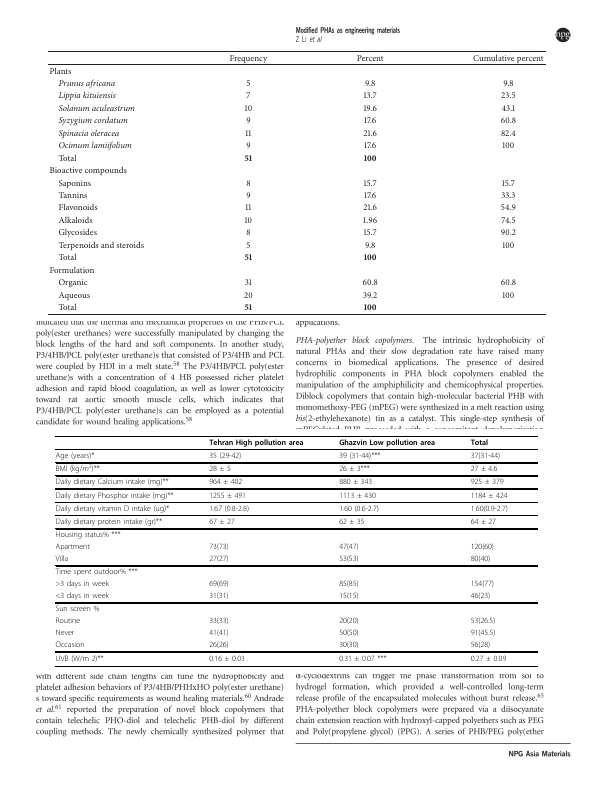 Modified PHAs as engineering materials
Z Li et al
npg
Frequency Percent Cumulative percent
Plants
Prunus africana 5 9.8 9.8
Lippia kituiensis 7 13.7 23.5
Solanum aculeastrum 10 19.6 43.1
Syzygium cordatum 9 17.6 60.8
Spinacia oleracea 11 21.6 82.4
Ocimum lamiifolium 9 17.6 100
Total 51 100
Bioactive compounds
Saponins 8 15.7 15.7
Tannins 9 17.6 33.3
Flavonoids 11 21.6 54.9
Alkaloids 10 1.96 74.5
Glycosides 8 15.7 90.2
Terpenoids and steroids 5 9.8 100
Total 51 100
Formulation
Organic 31 60.8 60.8
Aqueous 20 39.2 100
Total 51 100
indicated that the thermal and mechanical properties of the PHB/PCL
poly(ester urethanes) were successfully manipulated by changing the
block lengths of the hard and soft components. In another study,
P3/4HB/PCL poly(ester urethane)s that consisted of P3/4HB and PCL
were coupled by HDI in a melt state.58 The P3/4HB/PCL poly(ester
urethane)s with a concentration of 4 HB possessed richer platelet
adhesion and rapid blood coagulation, as well as lower cytotoxicity
toward rat aortic smooth muscle cells, which indicates that
P3/4HB/PCL poly(ester urethane)s can be employed as a potential
candidate for wound healing applications.58
applications.
PHA-polyether block copolymers. The intrinsic hydrophobicity of
natural PHAs and their slow degradation rate have raised many
concerns in biomedical applications. The presence of desired
hydrophilic components in PHA block copolymers enabled the
manipulation of the amphiphilicity and chemicophysical properties.
Diblock copolymers that contain high-molecular biodegradable PHB with
monomethoxy-PEG (mPEG) were synthesized in a melt reaction using
bis(2-ethylhexanote) tin as a catalyst. This single-step synthesis of
Tehran High pollution area Ghazvin Low pollution area Total
Age (years)* 35 (29-42) 39 (31-44)*** 37(31-44)
BMI (kg/m2)** 28 ± 5 26 ± 3*** 27 ± 4.6
Daily dietary Calcium intake (mg)** 964 ± 402 880 ± 343 925 ± 379
Daily dietary Phosphor intake (mg)** 1255 ± 491 1113 ± 430 1184 ± 424
Daily dietary vitamin D intake (ug)* 1.67 (0.8-2.8) 1.60 (0.6-2.7) 1.60(0.9-2.7)
Daily dietary protein intake (gr)** 67 ± 27 62 ± 35 64 ± 27
Housing status% ***
Apartment 73(73) 47(47) 120(60)
Villa 27(27) 53(53) 80(40)
Time spent outdoor% ***
>3 days in week 69(69) 85(85) 154(77)
<3 days in week 31(31) 15(15) 46(23)
Sun screen %
Routine 33(33) 20(20) 53(26.5)
Never 41(41) 50(50) 91(45.5)
Occasion 26(26) 30(30) 56(28)
UVB (W/m 2)** 0.16 ± 0.03 0.31 ± 0.07 *** 0.27 ± 0.09
with different side chain lengths can tune the hydrophobicity and
platelet adhesion behaviors of P3/4HB/PHHxHO poly(ester urethane)
s toward specific requirements as wound healing materials.60 Andrade
et al.61 reported the preparation of novel block copolymers that
contain telechelic PHO-diol and telechelic PHB-diol by different
coupling methods. The newly chemically synthesized polymer that
α-cyclodextrins can trigger the phase transformation from sol to
hydrogel formation, which provided a well-controlled long-term
release profile of the encapsulated molecules without burst release.65
PHA-polyether block copolymers were prepared via a diisocyanate
chain extension reaction with hydroxyl-capped polyethers such as PEG
and Poly(propylene glycol) (PPG). A series of PHB/PEG poly(ether
NPG Asia Materials